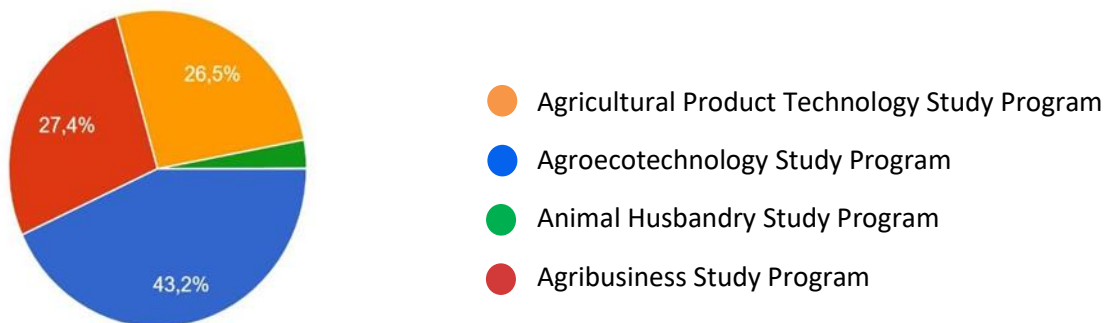 26,5%
27,4%
43,2%
Agricultural Product Technology Study Program
Agroecotechnology Study Program
Animal Husbandry Study Program
Agribusiness Study Program